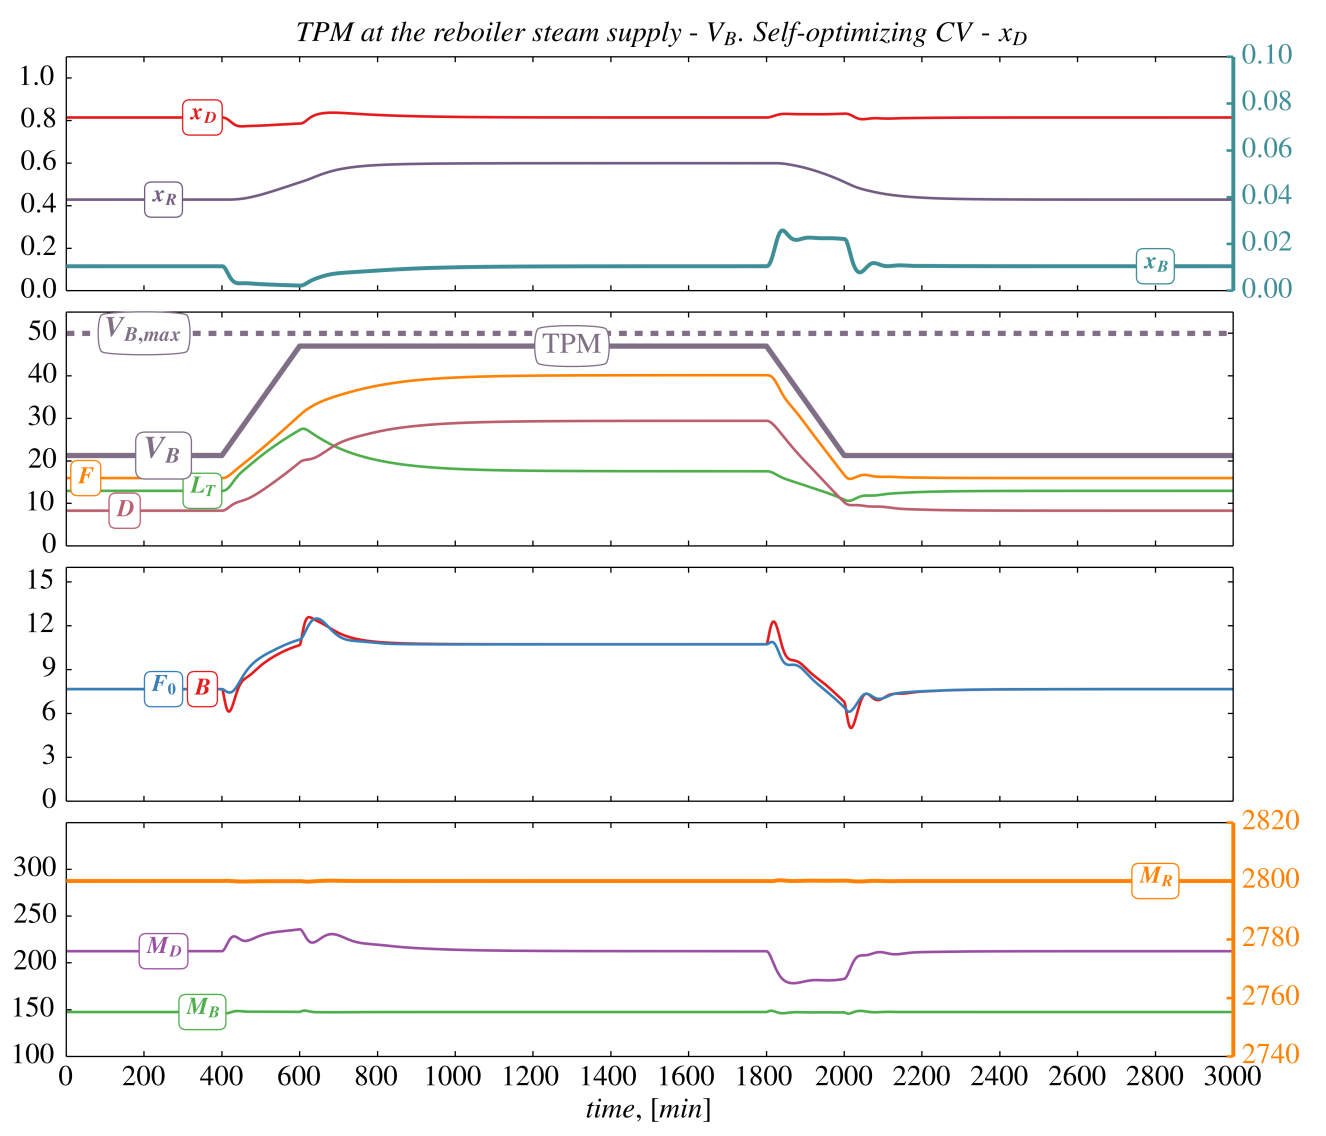 TPM at the reboiler steam supply - V_B. Self-optimizing CV - x_D
1.0
0.8
0.6
0.4
0.2
0.0
x_D
x_R
x_B
0.10
0.08
0.06
0.04
0.02
0.00
50
40
30
20
10
0
V_B,max
TPM
V_B
F
L_T
D
15
12
9
6
3
0
F_0
B
300
250
200
150
100
M_R
M_D
M_B
2820
2800
2780
2760
2740
0 200 400 600 800 1000 1200 1400 1600 1800 2000 2200 2400 2600 2800 3000
time, [min]